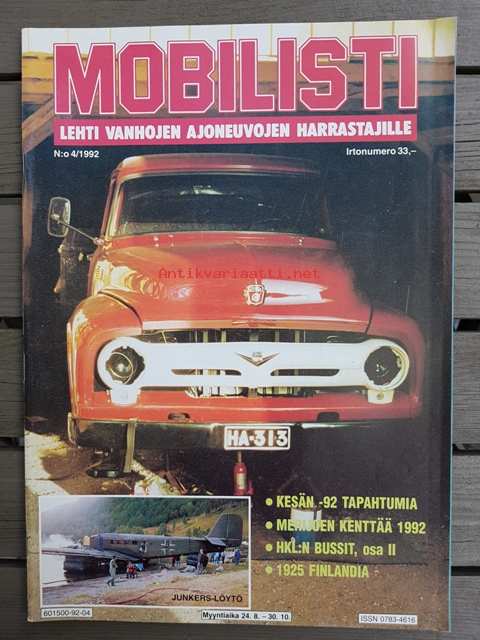 MOBILISTI
LEHTI VANHOJEN AJONEUVOJEN HARRASTAJILLE
N:o 4/1992
Irtonumero 33,–
Antikvariaatti.net
HA-313
• KESÄN -92 TAPAHTUMIA
• MENNEEN KENTTÄÄ 1992
• HKL:N BUSSIT, osa II
• 1925 FINLANDIA
JUNKERS-LÖYTÖ
601500-92-04
Myyntiaika 24. 8. – 30. 10.
ISSN 0783-4616